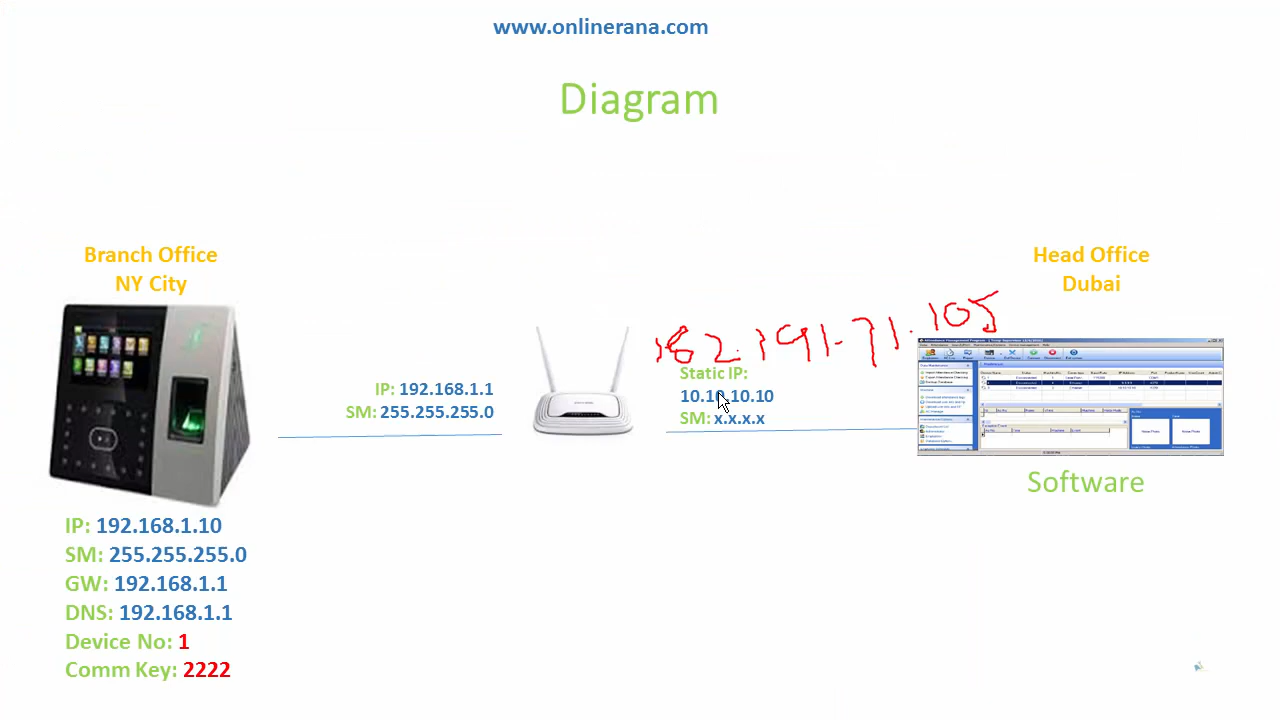 www.onlinerana.com
Diagram
Branch Office
NY City
Head Office
Dubai
182.191.71.105
IP: 192.168.1.1
SM: 255.255.255.0
Static IP:
10.10.10.10
SM: x.x.x.x
Software
IP: 192.168.1.10
SM: 255.255.255.0
GW: 192.168.1.1
DNS: 192.168.1.1
Device No: 1
Comm Key: 2222